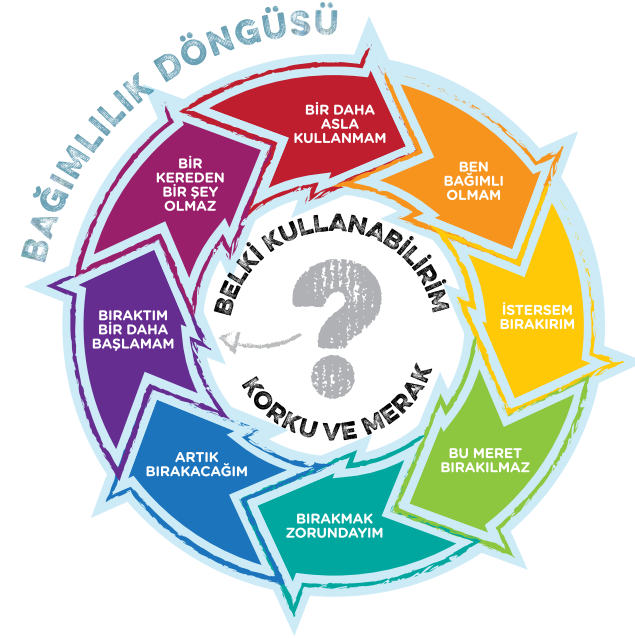 BAĞIMLILIK DÖNGÜSÜ
BİR DAHA
ASLA
KULLANMAM
BEN
BAĞIMLI
OLMAM
İSTERSEM
BIRAKIRIM
BU MERET
BIRAKILMAZ
BIRAKMAK
ZORUNDAYIM
ARTIK
BIRAKACAĞIM
BIRAKTIM
BİR DAHA
BAŞLAMAM
BİR
KEREDEN
BİR ŞEY
OLMAZ
BELKİ KULLANABİLİRİM
?
KORKU VE MERAK